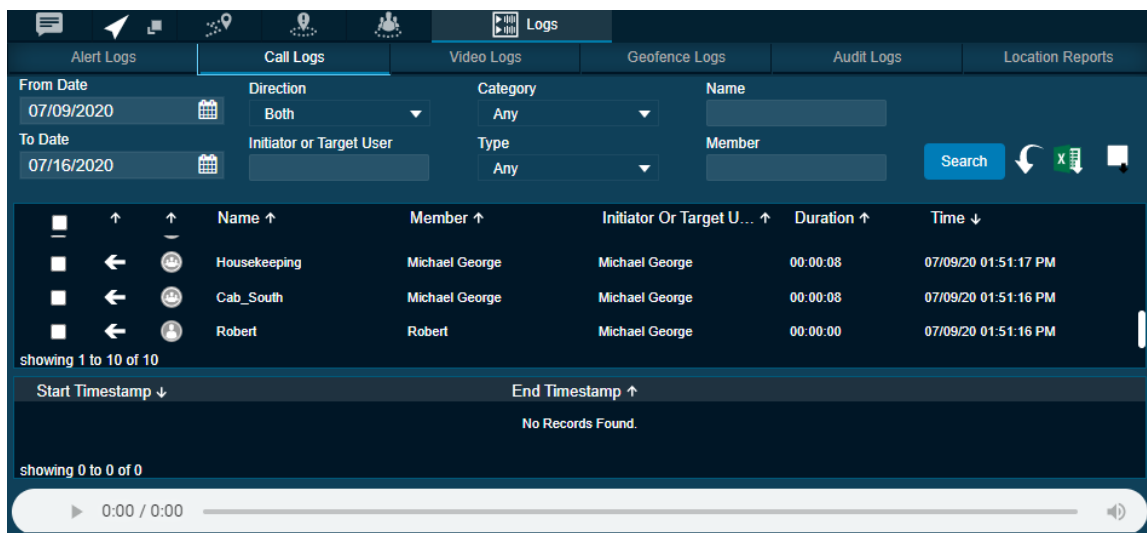 Logs
Alert Logs Call Logs Video Logs Geofence Logs Audit Logs Location Reports
From Date Direction Category Name
07/09/2020 Both Any
To Date Initiator or Target User Type Member
07/16/2020 Any Search
Name ↑ Member ↑ Initiator Or Target U... ↑ Duration ↑ Time ↓
Housekeeping Michael George Michael George 00:00:08 07/09/20 01:51:17 PM
Cab_South Michael George Michael George 00:00:08 07/09/20 01:51:16 PM
Robert Robert Michael George 00:00:00 07/09/20 01:51:16 PM
showing 1 to 10 of 10
Start Timestamp ↓ End Timestamp ↑
No Records Found.
showing 0 to 0 of 0
0:00 / 0:00